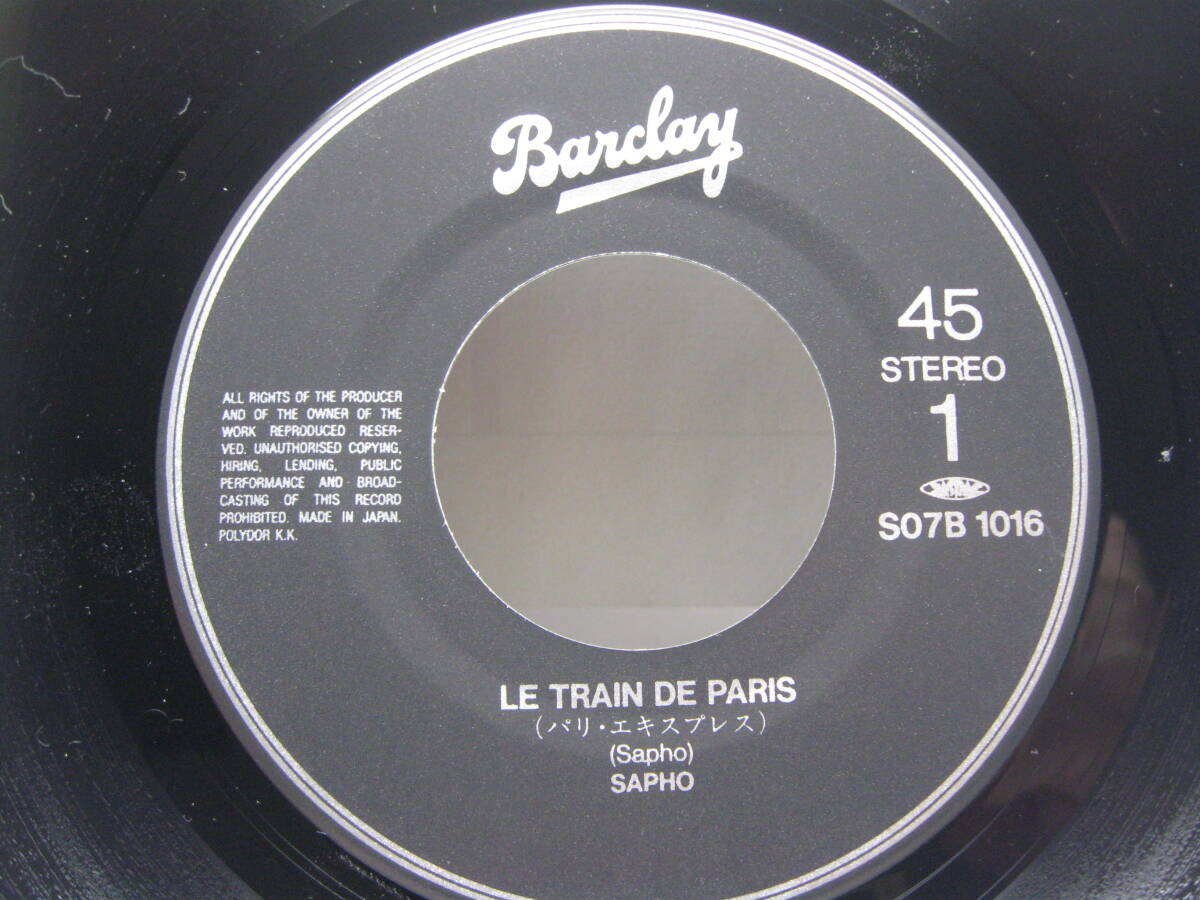 Barclay
45
STEREO
1
S07B 1016
ALL RIGHTS OF THE PRODUCER
AND OF THE OWNER OF THE
WORK REPRODUCED RESER-
VED. UNAUTHORISED COPYING,
HIRING, LENDING, PUBLIC
PERFORMANCE AND BROAD-
CASTING OF THIS RECORD
PROHIBITED. MADE IN JAPAN.
POLYDOR K.K.
LE TRAIN DE PARIS
(パリ・エキスプレス)
(Sapho)
SAPHO